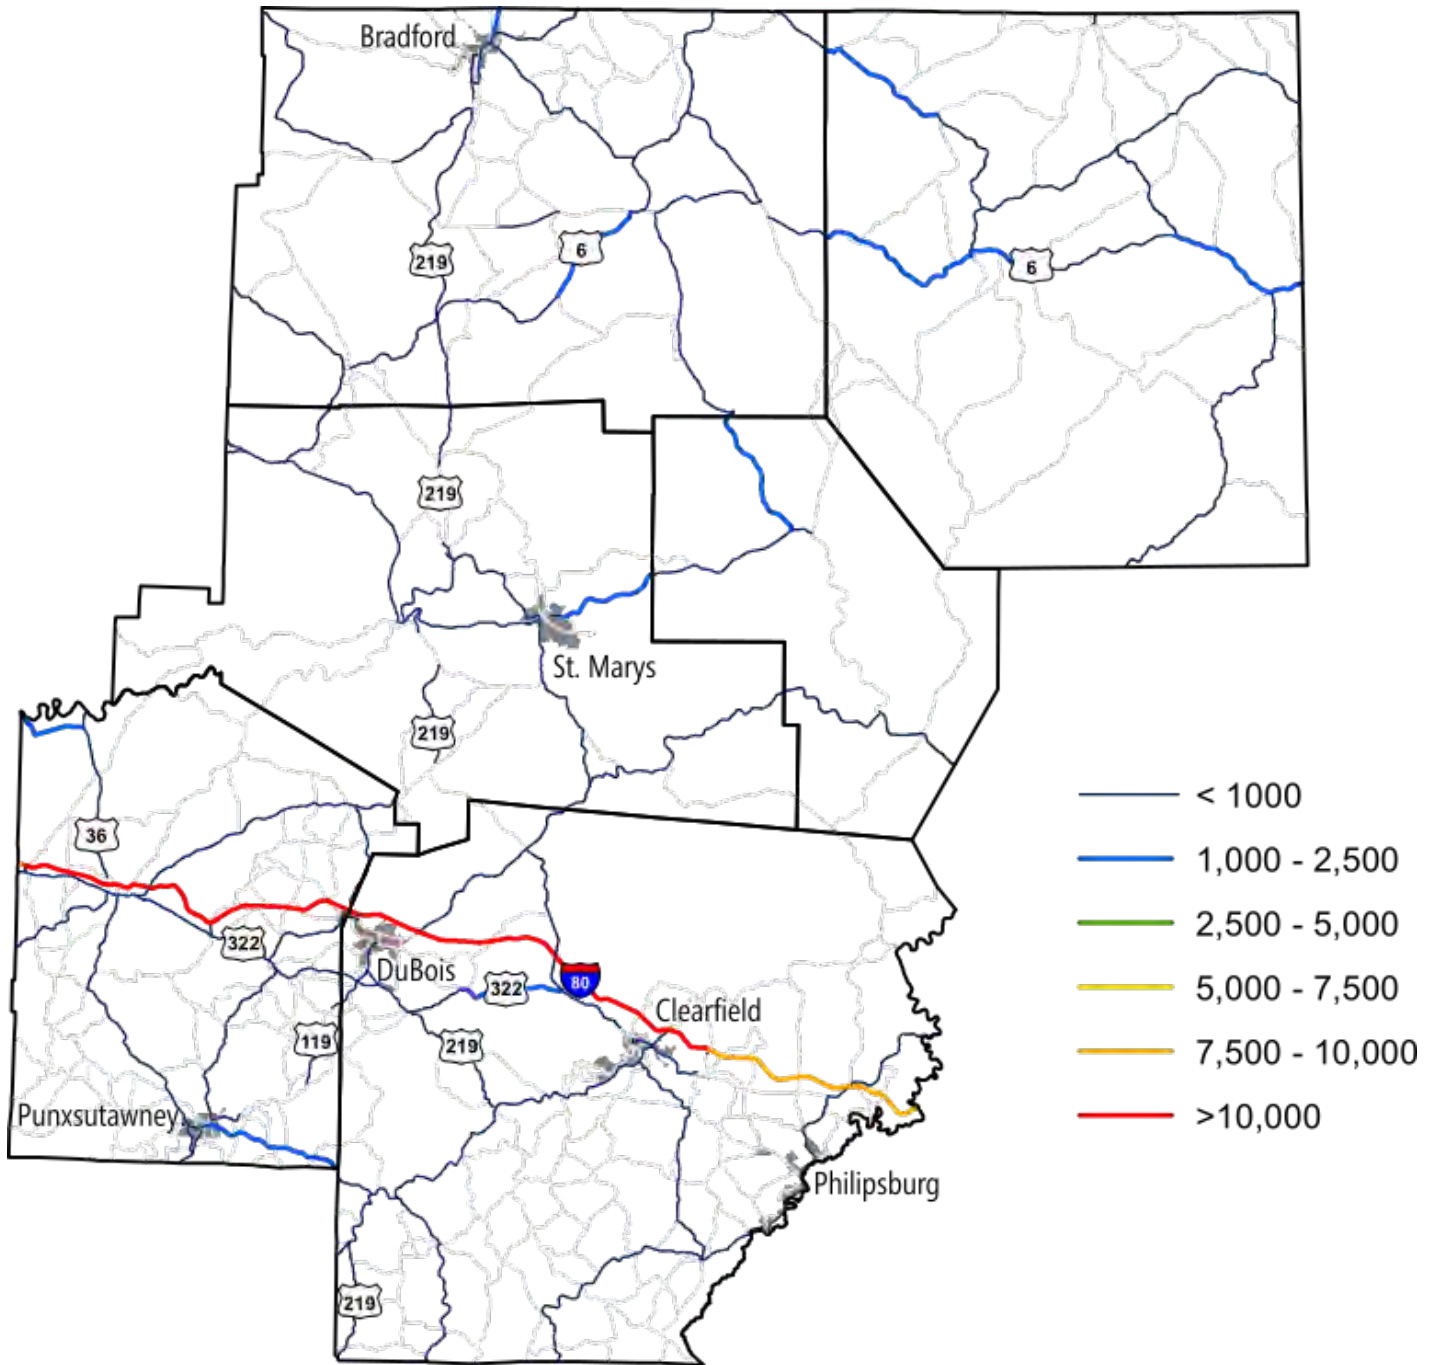 Bradford
219
6
6
219
St. Marys
219
36
< 1000
1,000 - 2,500
2,500 - 5,000
5,000 - 7,500
7,500 - 10,000
>10,000
322
DuBois
322
80
Clearfield
119
219
Punxsutawney
Philipsburg
219